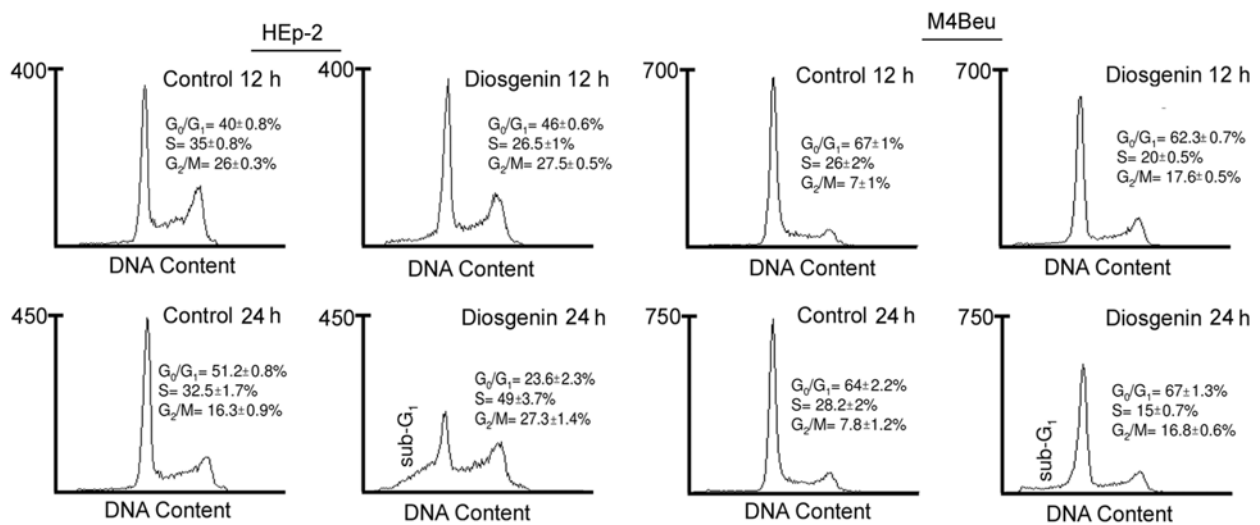 HEp-2
M4Beu
400
Control 12 h
G₀/G₁= 40±0.8%
S= 35±0.8%
G₂/M= 26±0.3%
DNA Content
400
Diosgenin 12 h
G₀/G₁= 46±0.6%
S= 26.5±1%
G₂/M= 27.5±0.5%
DNA Content
700
Control 12 h
G₀/G₁= 67±1%
S= 26±2%
G₂/M= 7±1%
DNA Content
700
Diosgenin 12 h
G₀/G₁= 62.3±0.7%
S= 20±0.5%
G₂/M= 17.6±0.5%
DNA Content
450
Control 24 h
G₀/G₁= 51.2±0.8%
S= 32.5±1.7%
G₂/M= 16.3±0.9%
DNA Content
450
Diosgenin 24 h
G₀/G₁= 23.6±2.3%
S= 49±3.7%
G₂/M= 27.3±1.4%
sub-G₁
DNA Content
750
Control 24 h
G₀/G₁= 64±2.2%
S= 28.2±2%
G₂/M= 7.8±1.2%
DNA Content
750
Diosgenin 24 h
G₀/G₁= 67±1.3%
S= 15±0.7%
G₂/M= 16.8±0.6%
sub-G₁
DNA Content